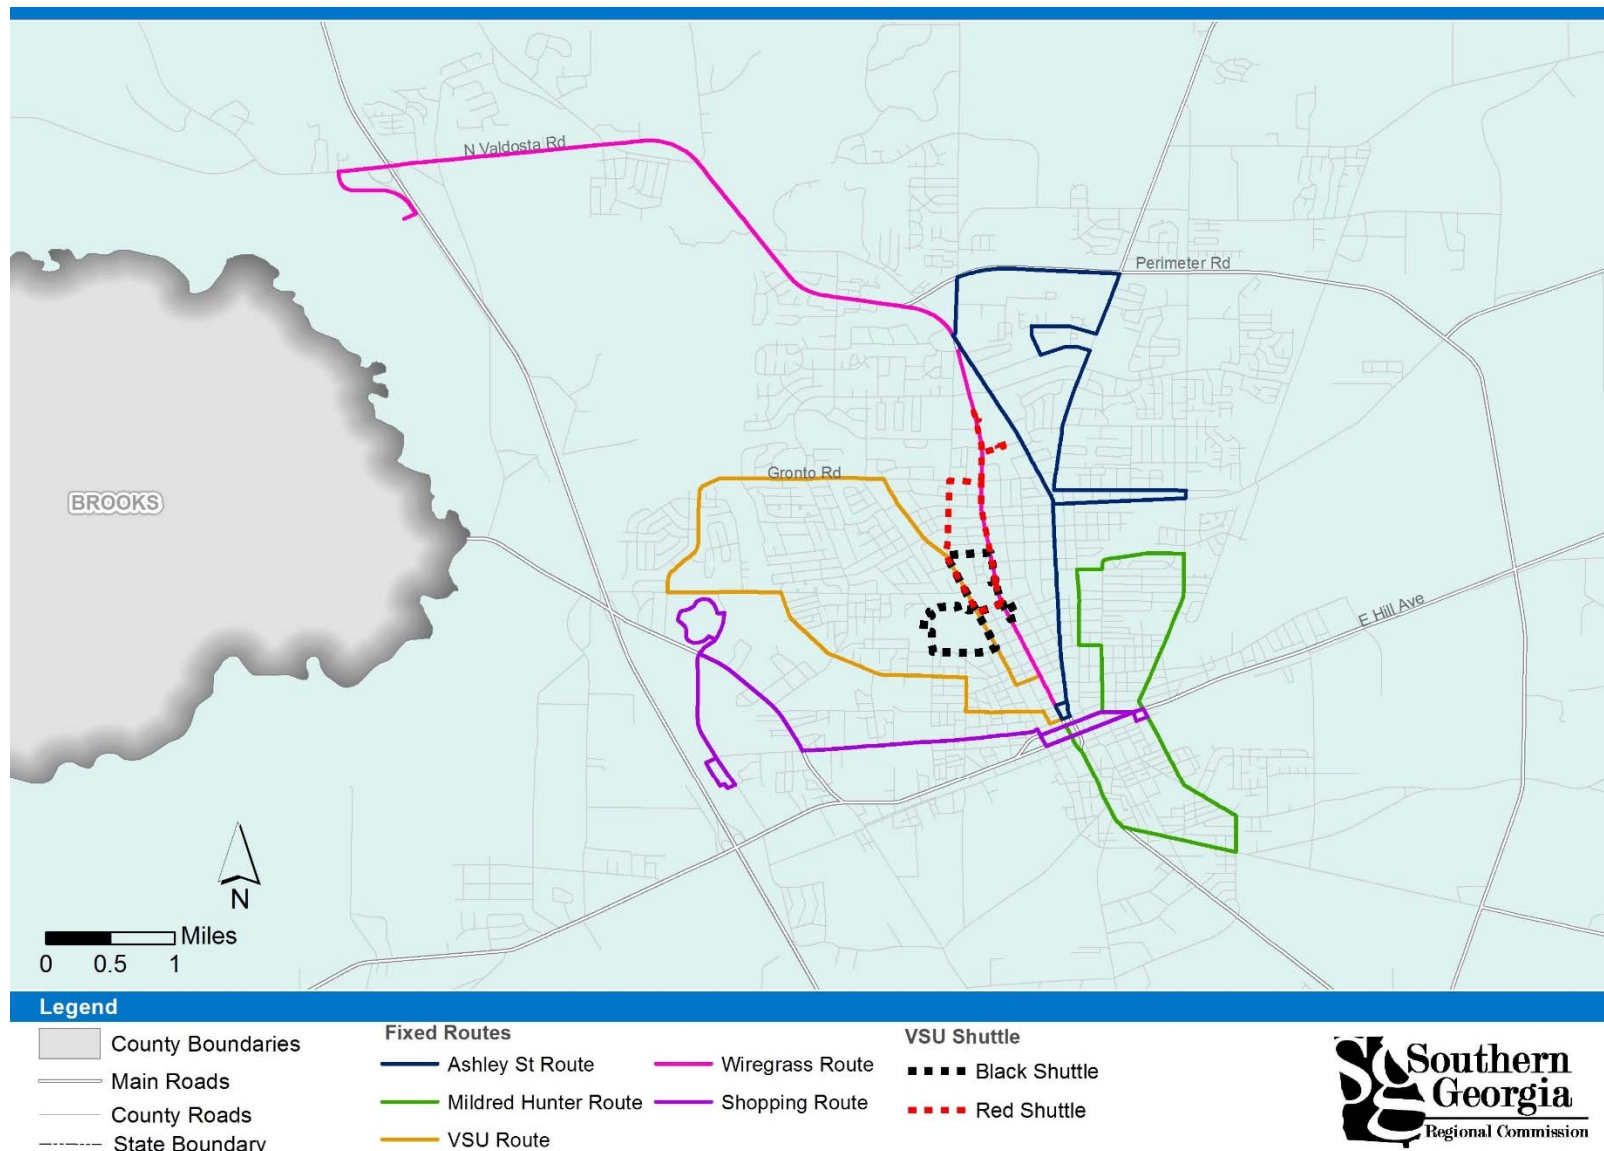 N Valdosta Rd
Perimeter Rd
Gronto Rd
BROOKS
E Hill Ave
N
Miles
0 0.5 1
Legend
County Boundaries
Main Roads
County Roads
State Boundary
Fixed Routes
Ashley St Route
Mildred Hunter Route
VSU Route
Wiregrass Route
Shopping Route
VSU Shuttle
Black Shuttle
Red Shuttle
Sg
Southern
Georgia
Regional Commission